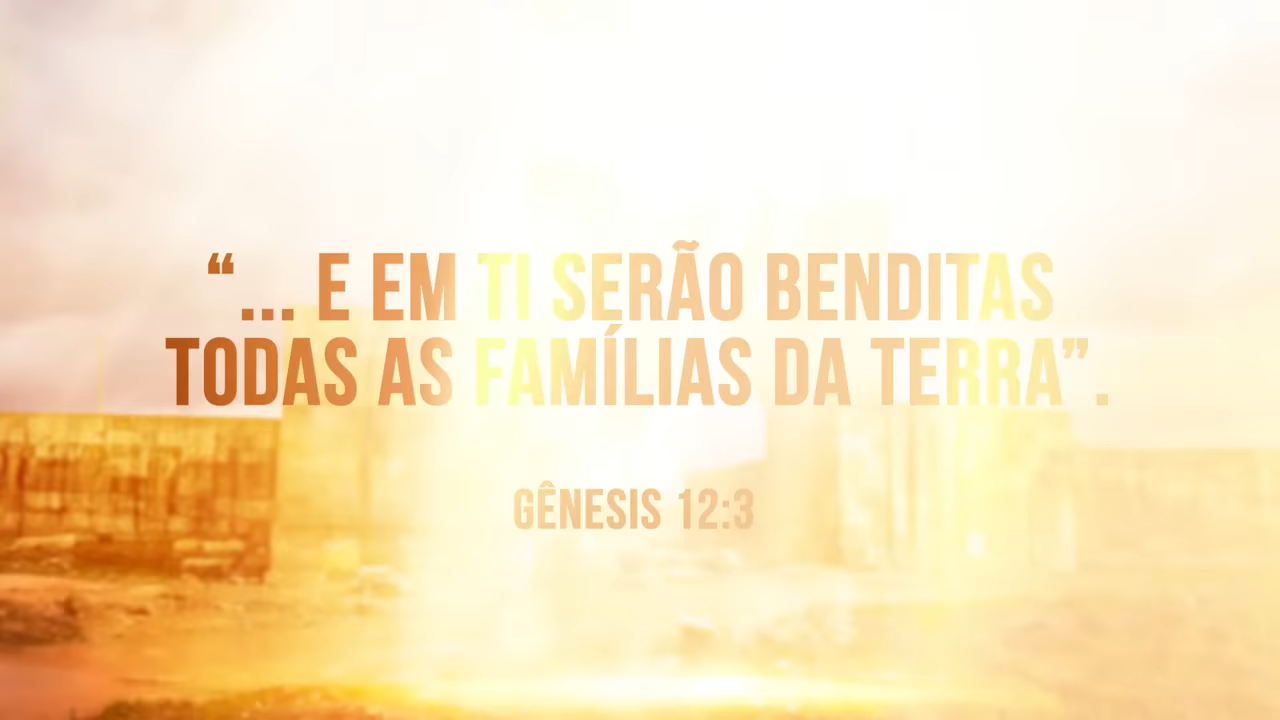 “... E EM TI SERÃO BENDITAS
TODAS AS FAMÍLIAS DA TERRA”.
GÊNESIS 12:3